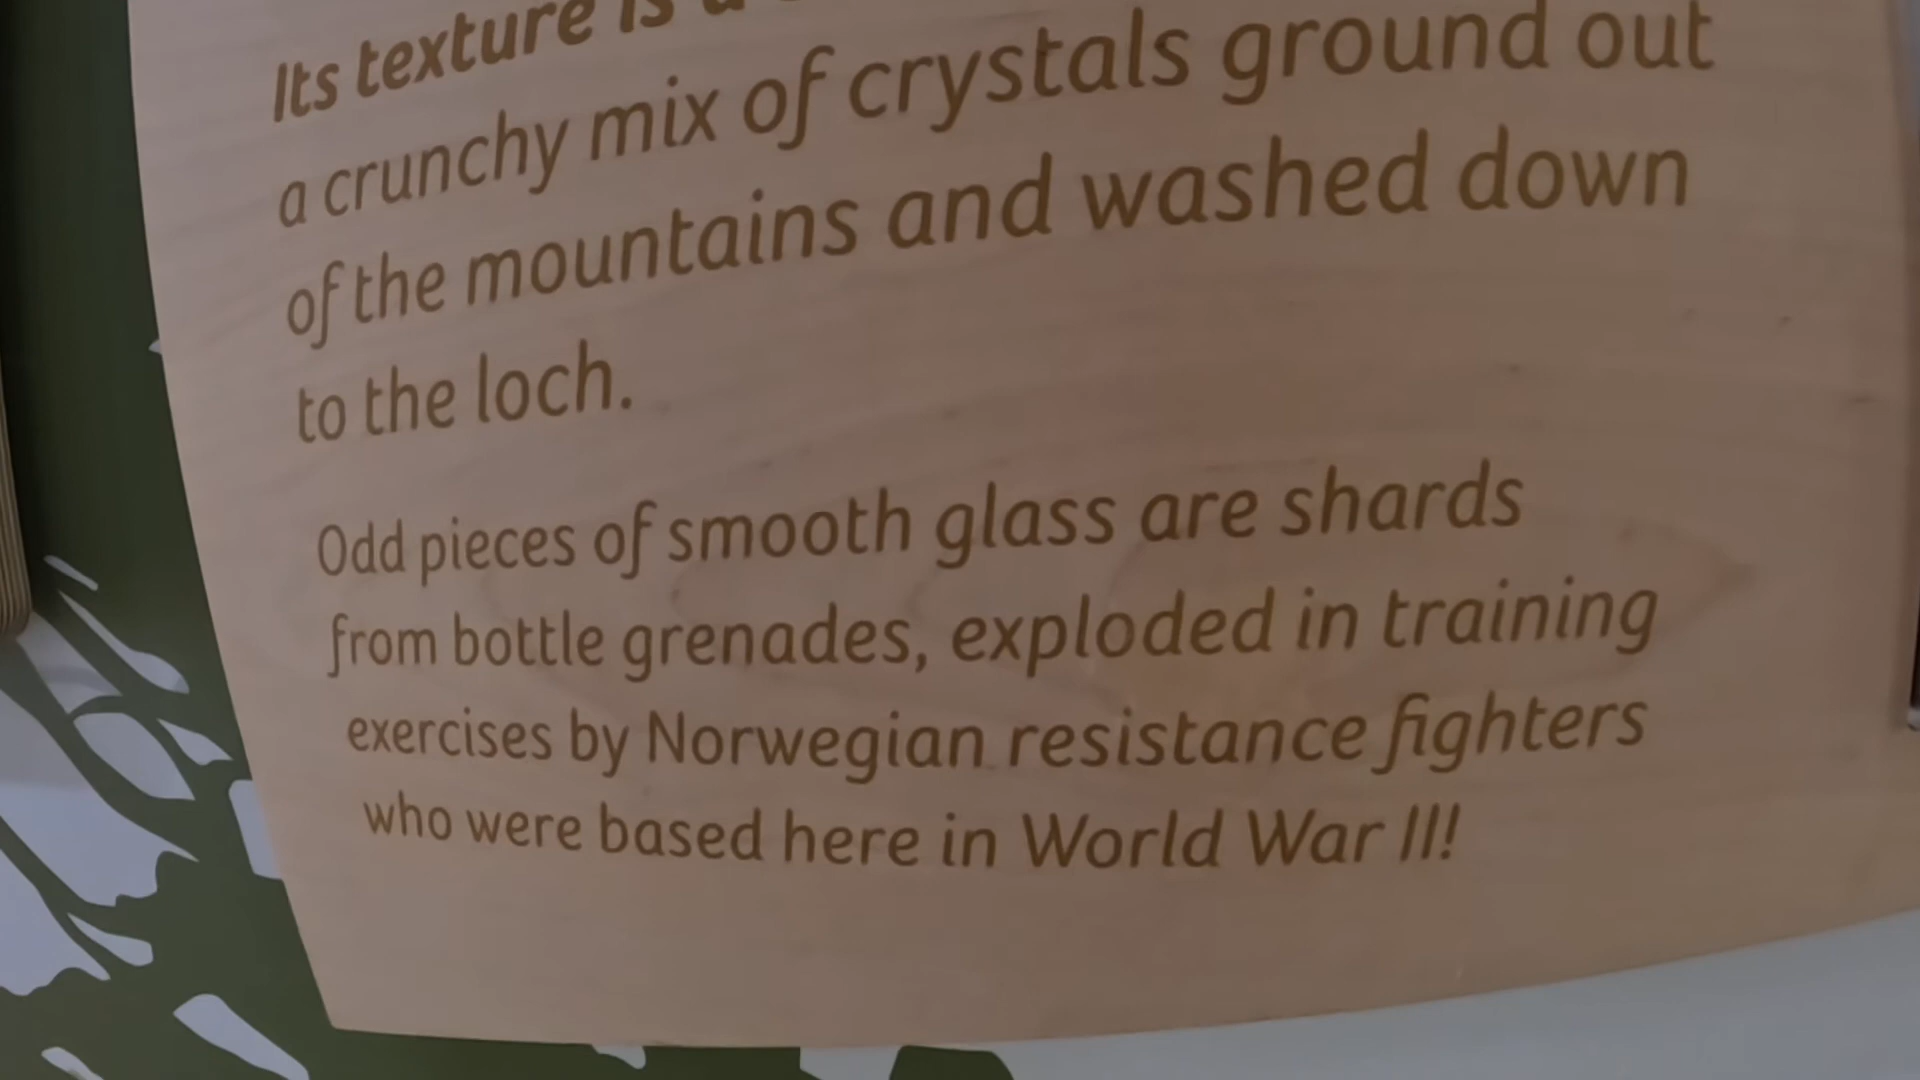 Its texture is a
a crunchy mix of crystals ground out
of the mountains and washed down
to the loch.
Odd pieces of smooth glass are shards
from bottle grenades, exploded in training
exercises by Norwegian resistance fighters
who were based here in World War II!